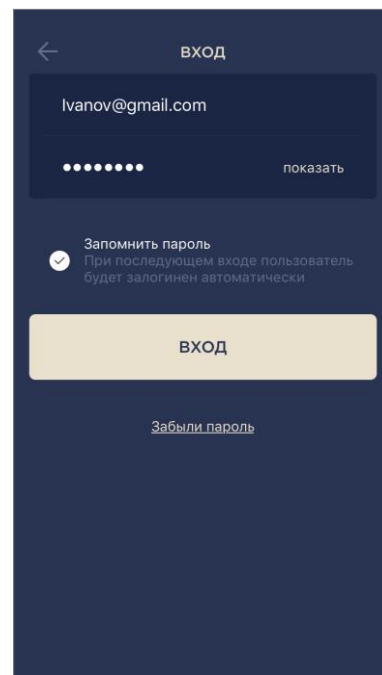 ВХОД
Ivanov@gmail.com
●●●●●●●●
показать
Запомнить пароль
При последующем входе пользователь
будет залогинен автоматически
ВХОД
Забыли пароль